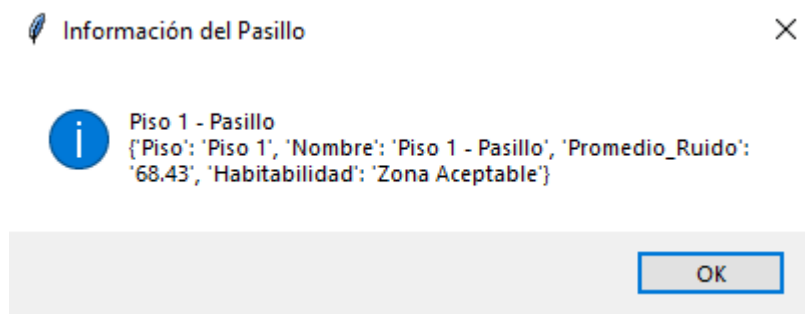 Información del Pasillo
Piso 1 - Pasillo
{'Piso': 'Piso 1', 'Nombre': 'Piso 1 - Pasillo', 'Promedio_Ruido':
'68.43', 'Habitabilidad': 'Zona Aceptable'}
OK